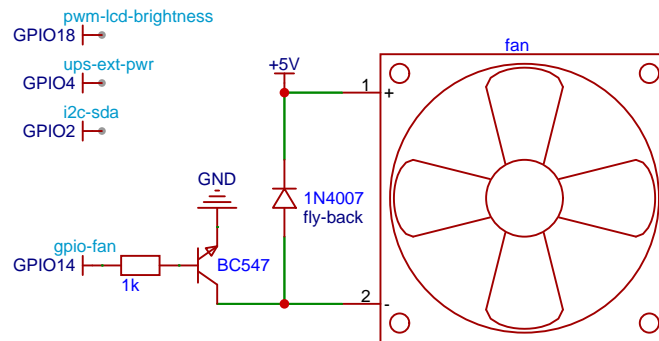 pwm-lcd-brightness
GPIO18
ups-ext-pwr
GPIO4
i2c-sda
GPIO2
fan
+5V
1
+
GND
1N4007
fly-back
gpio-fan
GPIO14
1k
BC547
2
-